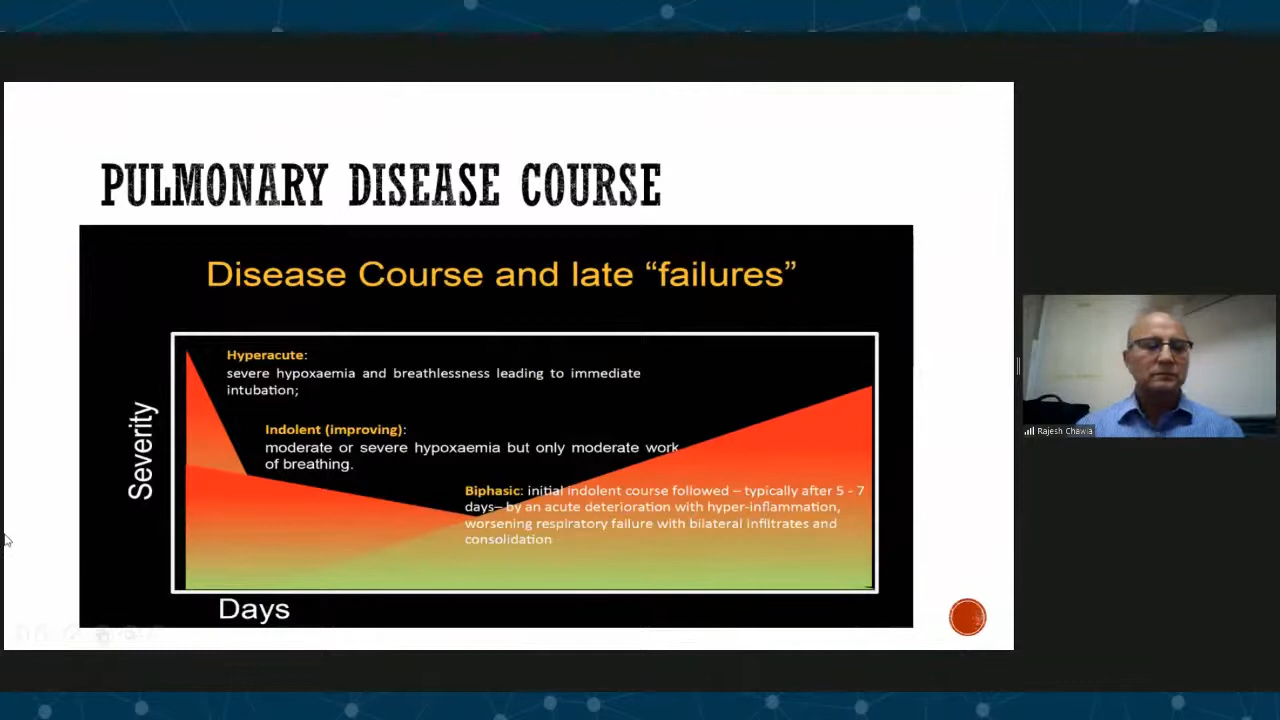 PULMONARY DISEASE COURSE
Disease Course and late “failures”
Severity
Hyperacute:
severe hypoxaemia and breathlessness leading to immediate
intubation;
Indolent (improving):
moderate or severe hypoxaemia but only moderate work
of breathing.
Biphasic: initial indolent course followed – typically after 5 - 7
days– by an acute deterioration with hyper-inflammation,
worsening respiratory failure with bilateral infiltrates and
consolidation
Days
Rajesh Chawla